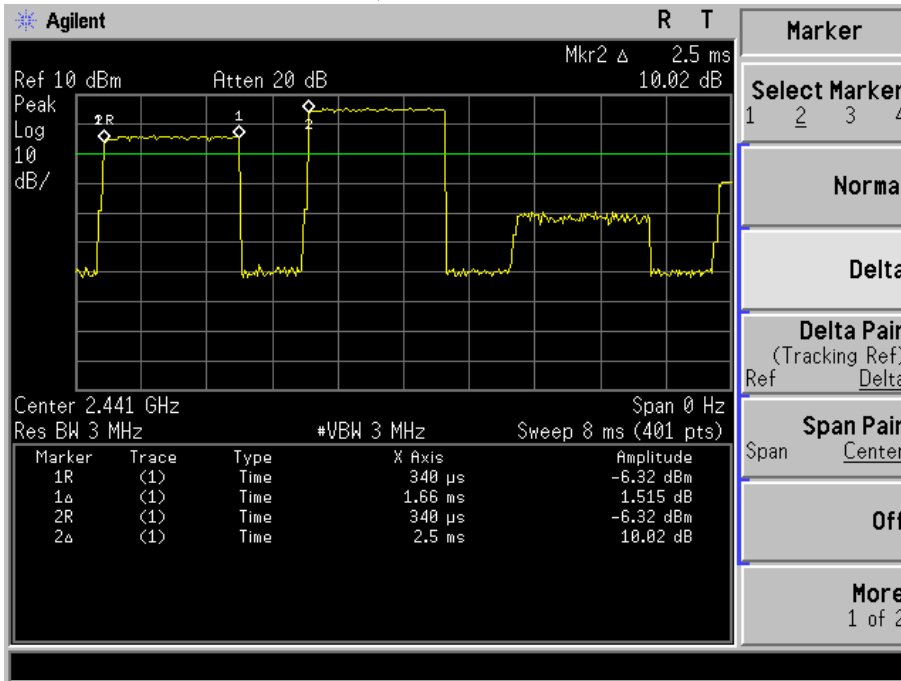 Agilent R T
Mkr2 Δ 2.5 ms
Ref 10 dBm Atten 20 dB 10.02 dB
Peak
Log
10
dB/
2R
1
2
Center 2.441 GHz Span 0 Hz
Res BW 3 MHz #VBW 3 MHz Sweep 8 ms (401 pts)
Marker Trace Type X Axis Amplitude
1R (1) Time 340 µs -6.32 dBm
1Δ (1) Time 1.66 ms 1.515 dB
2R (1) Time 340 µs -6.32 dBm
2Δ (1) Time 2.5 ms 10.02 dB
Marker
Select Marker
1 2 3 4
Norma
Delta
Delta Pair
(Tracking Ref)
Ref Delta
Span Pair
Span Center
Off
More
1 of 2